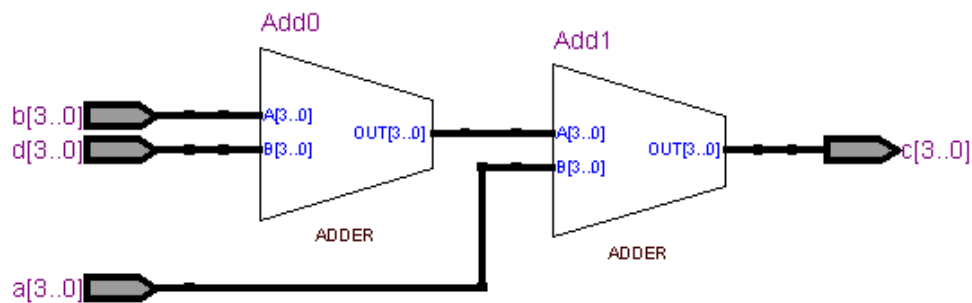 Add0
Add1
b[3..0]
A[3..0]
OUT[3..0]
A[3..0]
d[3..0]
B[3..0]
B[3..0]
OUT[3..0]
c[3..0]
ADDER
ADDER
a[3..0]